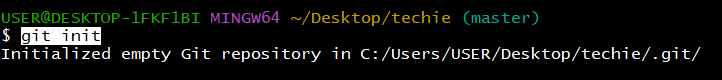 USER@DESKTOP-1FKF1BI MINGW64 ~/Desktop/techie (master)
$ git init
Initialized empty Git repository in C:/Users/USER/Desktop/techie/.git/